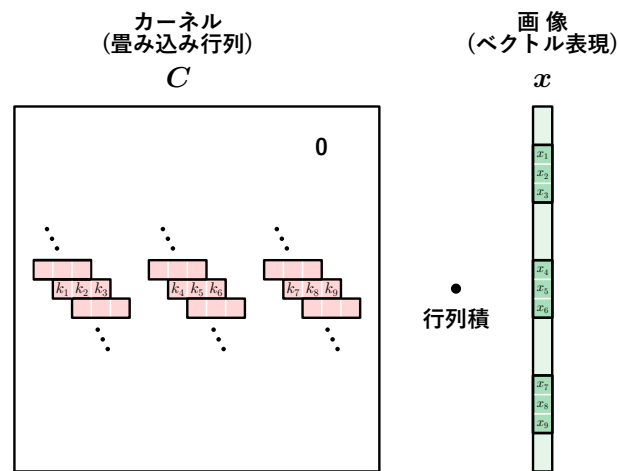 カーネル
(畳み込み行列)
C
画 像
(ベクトル表現)
x
0
k₁ k₂ k₃
k₄ k₅ k₆
k₇ k₈ k₉
行列積
x₁
x₂
x₃
x₄
x₅
x₆
x₇
x₈
x₉